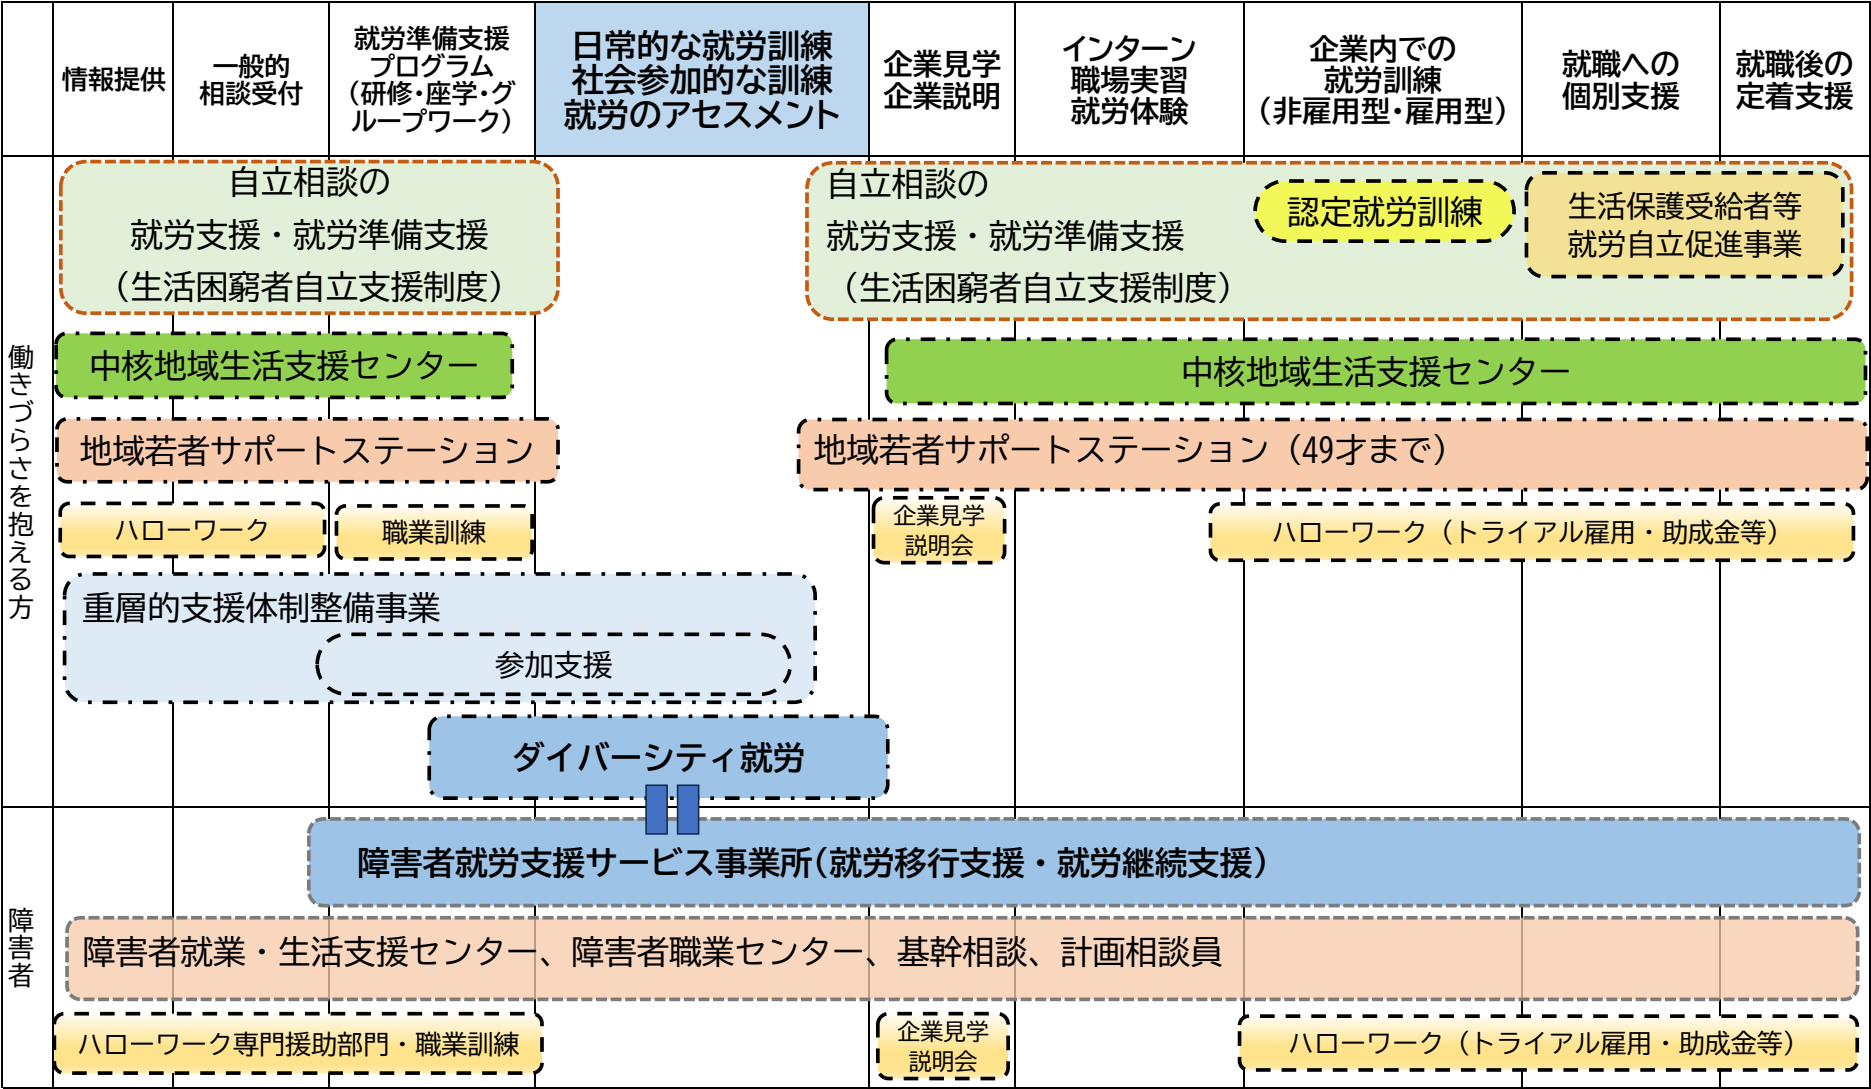 情報提供
一般的
相談受付
就労準備支援
プログラム
（研修・座学・グ
ループワーク）
日常的な就労訓練
社会参加的な訓練
就労のアセスメント
企業見学
企業説明
インターン
職場実習
就労体験
企業内での
就労訓練
（非雇用型・雇用型）
就職への
個別支援
就職後の
定着支援
働きづらさを抱える方
自立相談の
就労支援・就労準備支援
（生活困窮者自立支援制度）
自立相談の
就労支援・就労準備支援
（生活困窮者自立支援制度）
認定就労訓練
生活保護受給者等
就労自立促進事業
中核地域生活支援センター
中核地域生活支援センター
地域若者サポートステーション
地域若者サポートステーション（49才まで）
ハローワーク
職業訓練
企業見学
説明会
ハローワーク（トライアル雇用・助成金等）
重層的支援体制整備事業
参加支援
ダイバーシティ就労
障害者
障害者就労支援サービス事業所(就労移行支援・就労継続支援)
障害者就業・生活支援センター、障害者職業センター、基幹相談、計画相談員
ハローワーク専門援助部門・職業訓練
企業見学
説明会
ハローワーク（トライアル雇用・助成金等）